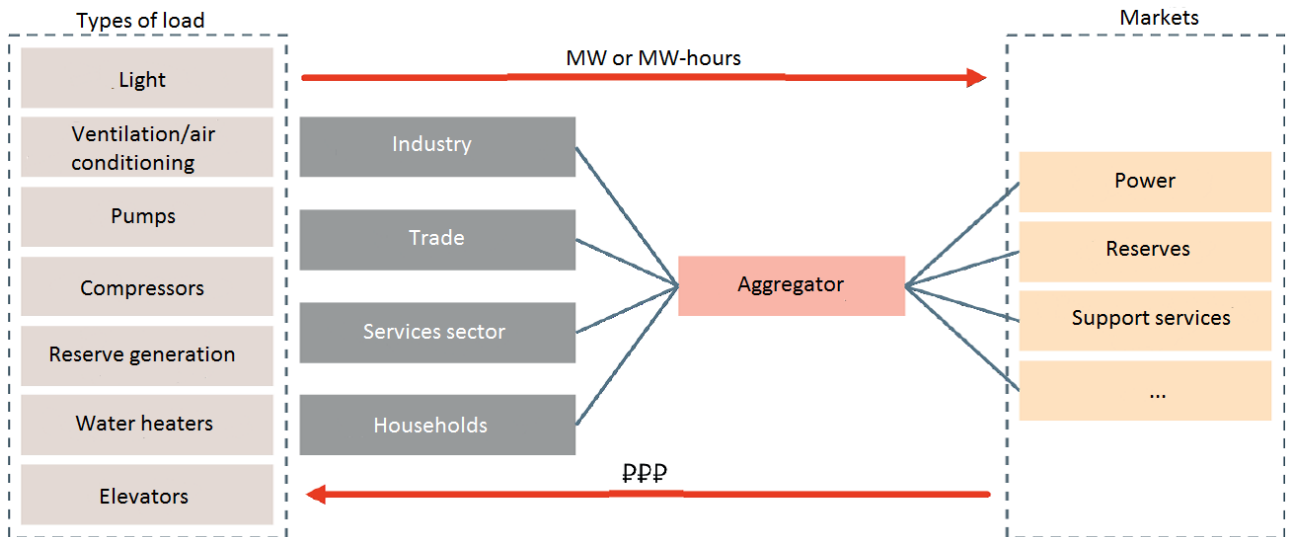 Types of load
Light
Ventilation/air
conditioning
Pumps
Compressors
Reserve generation
Water heaters
Elevators
MW or MW-hours
Industry
Trade
Services sector
Households
₽₽₽
Aggregator
Markets
Power
Reserves
Support services
...